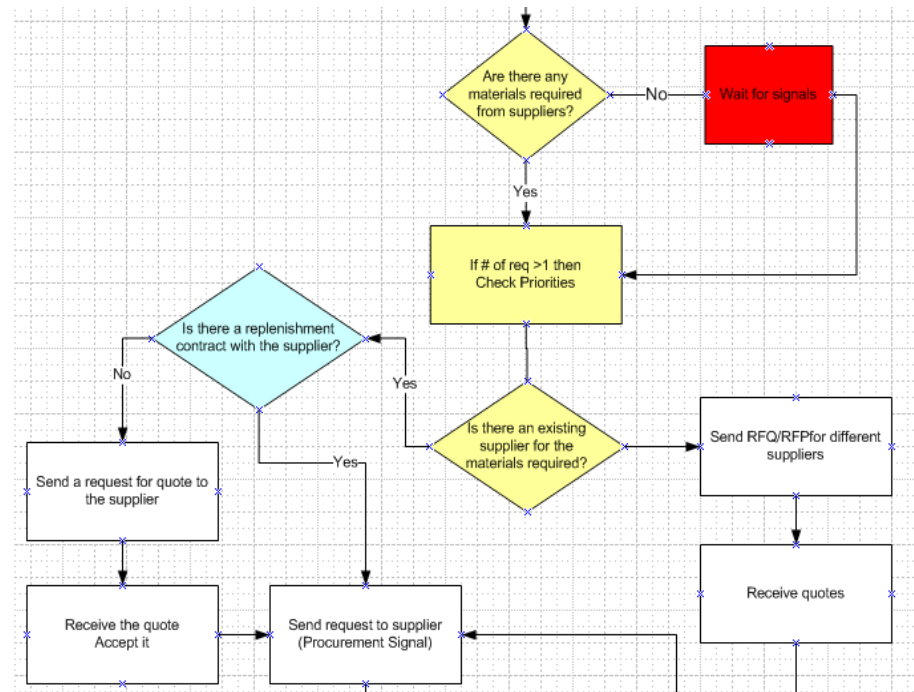 Are there any
materials required
from suppliers?
No
Wait for signals
Yes
If # of req >1 then
Check Priorities
Is there a replenishment
contract with the supplier?
No
Yes
Is there an existing
supplier for the
materials required?
Send RFQ/RFPfor different
suppliers
Yes
Send a request for quote to
the supplier
Receive quotes
Receive the quote
Accept it
Send request to supplier
(Procurement Signal)